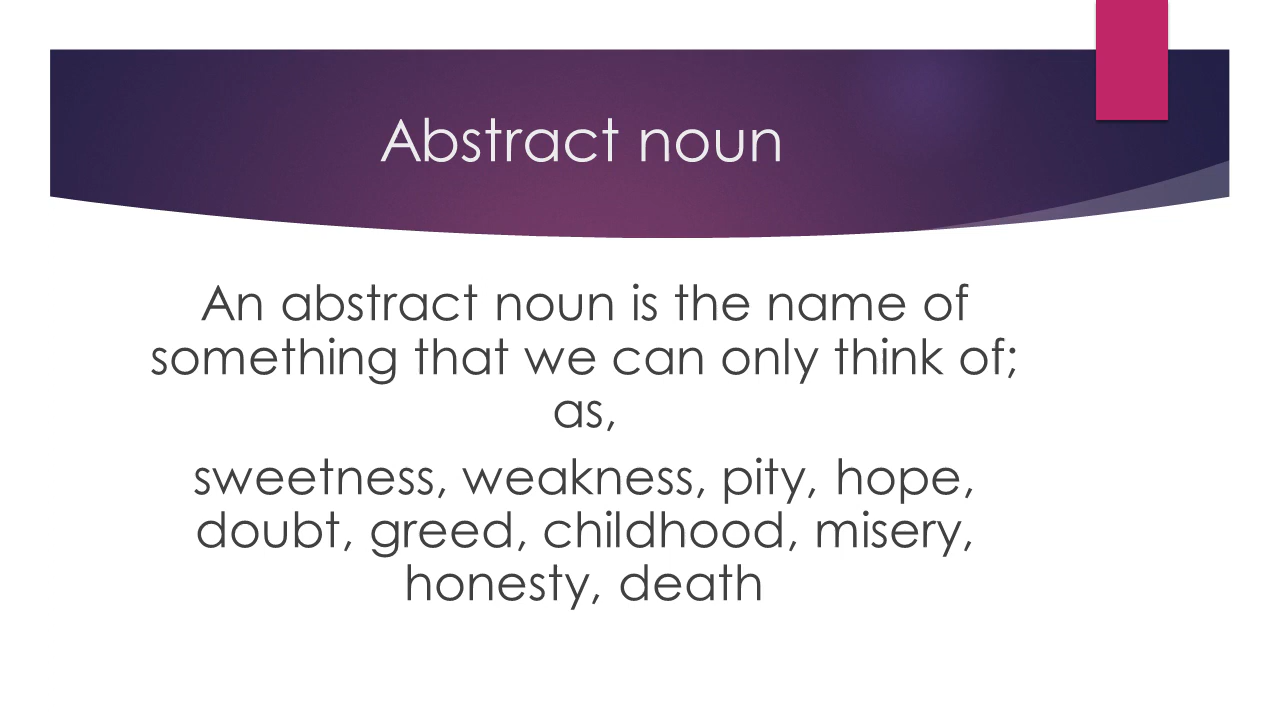 Abstract noun
An abstract noun is the name of
something that we can only think of;
as,
sweetness, weakness, pity, hope,
doubt, greed, childhood, misery,
honesty, death